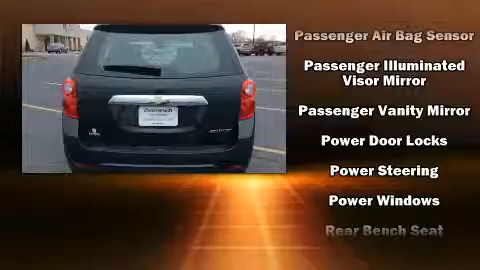 Passenger Air Bag Sensor
Passenger Illuminated
Visor Mirror
Passenger Vanity Mirror
Power Door Locks
Power Steering
Power Windows
Rear Bench Seat